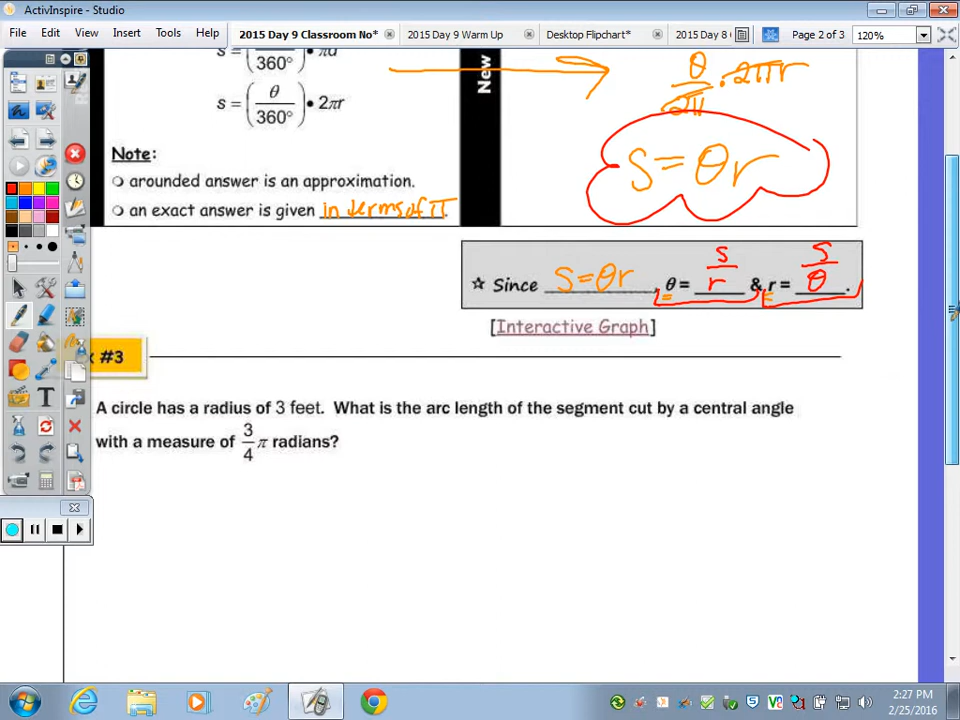 ActivInspire - Studio
File Edit View Insert Tools Help
2015 Day 9 Classroom No* 2015 Day 9 Warm Up Desktop Flipchart* 2015 Day 8 Page 2 of 3 120%
360°
s = (θ/360°) • 2πr
New
θ/2π · 2πr
s = θr
Note:
arounded answer is an approximation.
an exact answer is given in terms of π.
☆ Since S=θr, θ = s/r & r = s/θ.
[Interactive Graph]
#3
A circle has a radius of 3 feet. What is the arc length of the segment cut by a central angle
with a measure of 3/4 π radians?
2:27 PM
2/25/2016